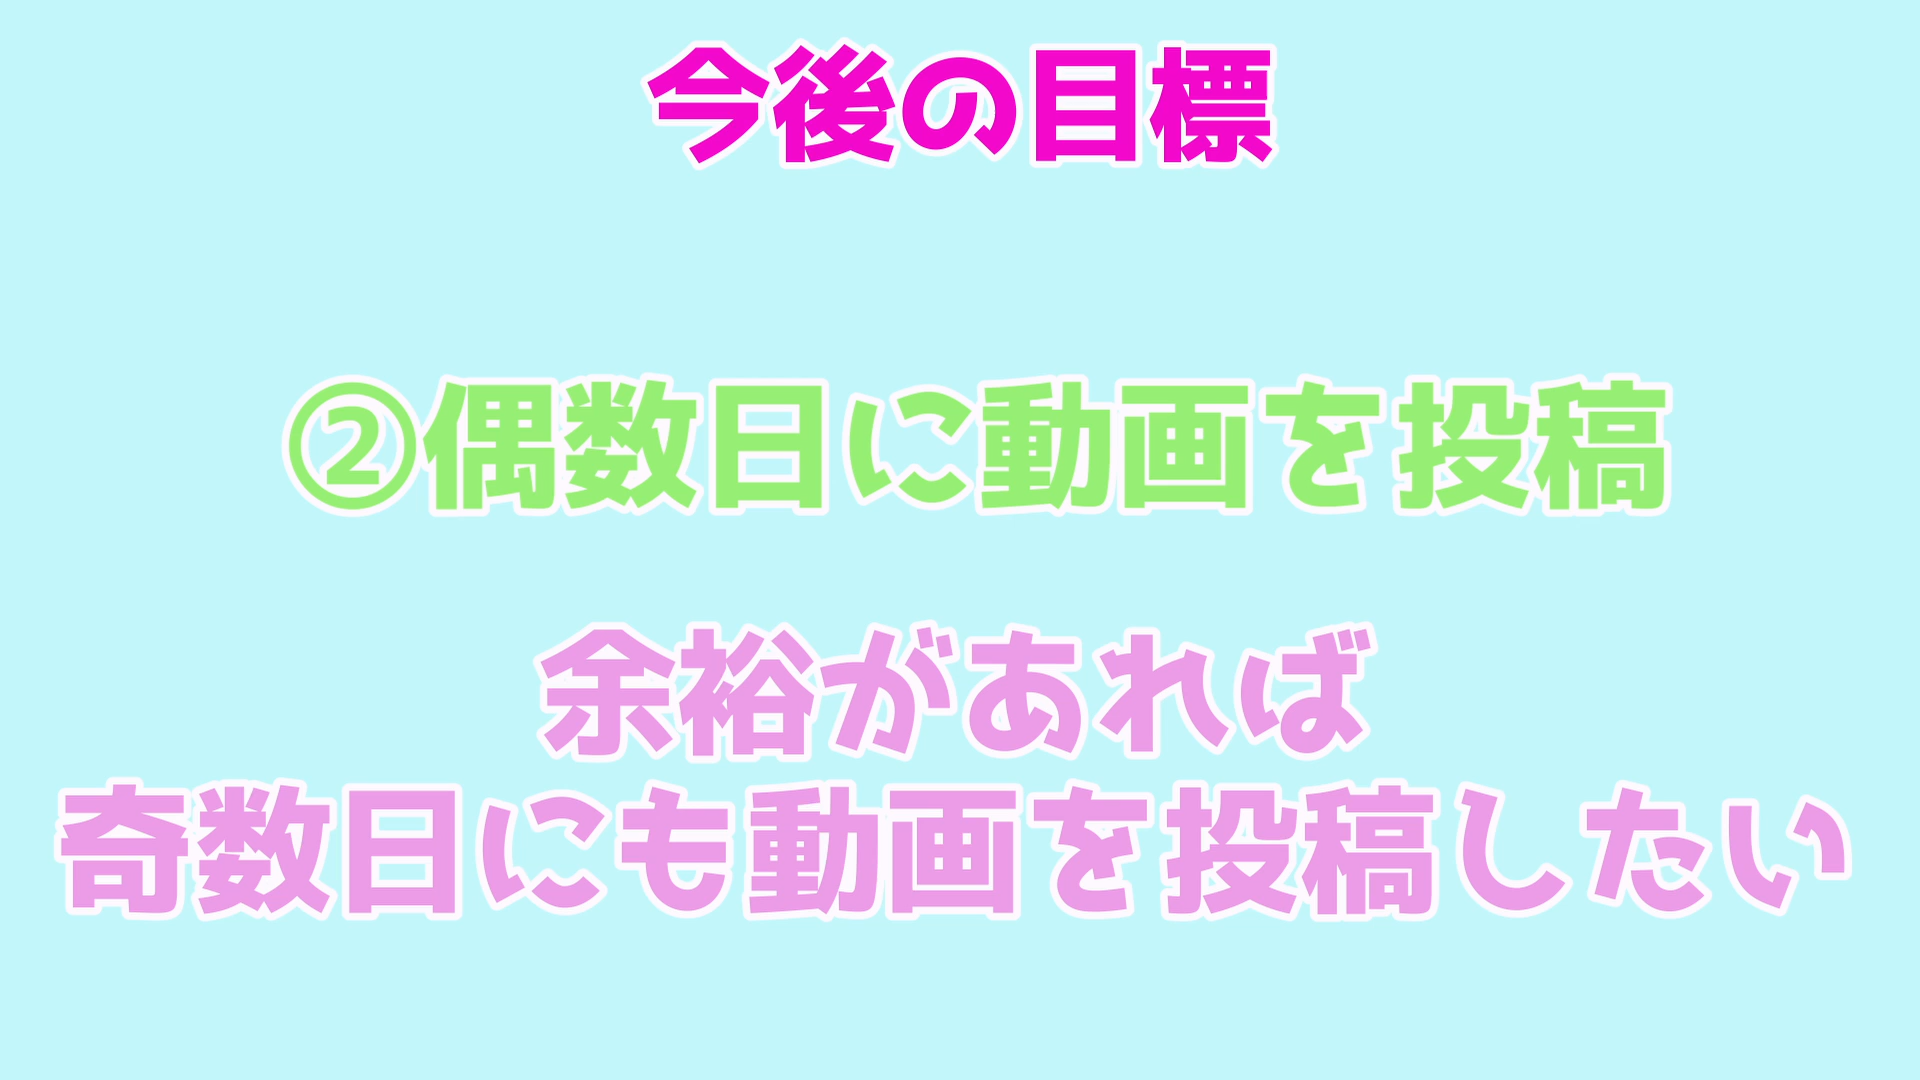 今後の目標
②偶数日に動画を投稿
余裕があれば
奇数日にも動画を投稿したい